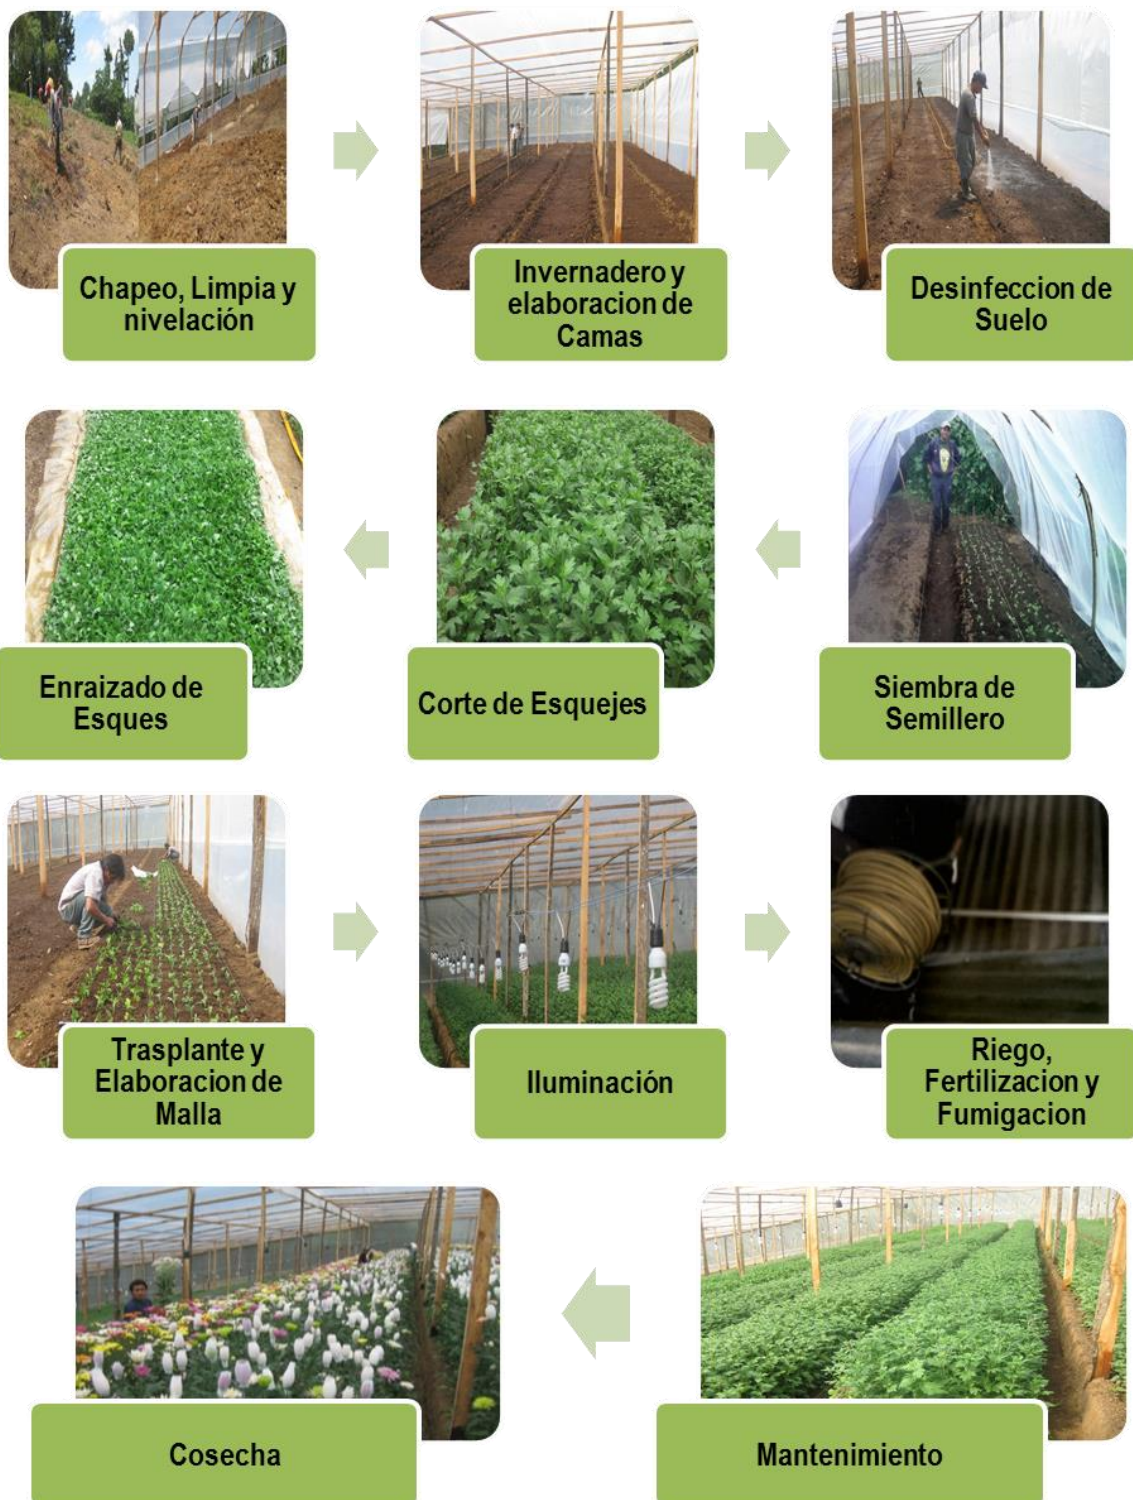 Chapeo, Limpia y
nivelación
Invernadero y
elaboracion de
Camas
Desinfeccion de
Suelo
Enraizado de
Esques
Corte de Esquejes
Siembra de
Semillero
Trasplante y
Elaboracion de
Malla
Iluminación
Riego,
Fertilizacion y
Fumigacion
Cosecha
Mantenimiento